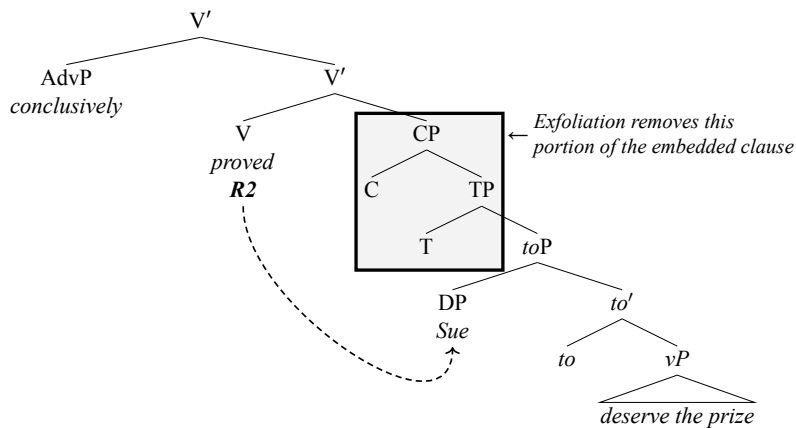 V′
AdvP V′
conclusively
V CP ← Exfoliation removes this
proved portion of the embedded clause
R2 C TP
T toP
DP to′
Sue
to vP
deserve the prize